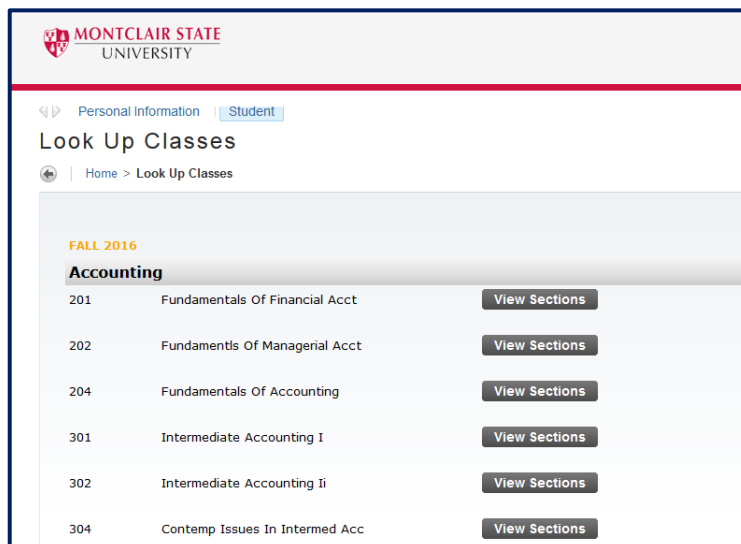 MONTCLAIR STATE
UNIVERSITY
Personal Information | Student
Look Up Classes
Home > Look Up Classes
FALL 2016
Accounting
201 Fundamentals Of Financial Acct View Sections
202 Fundamentls Of Managerial Acct View Sections
204 Fundamentals Of Accounting View Sections
301 Intermediate Accounting I View Sections
302 Intermediate Accounting Ii View Sections
304 Contemp Issues In Intermed Acc View Sections